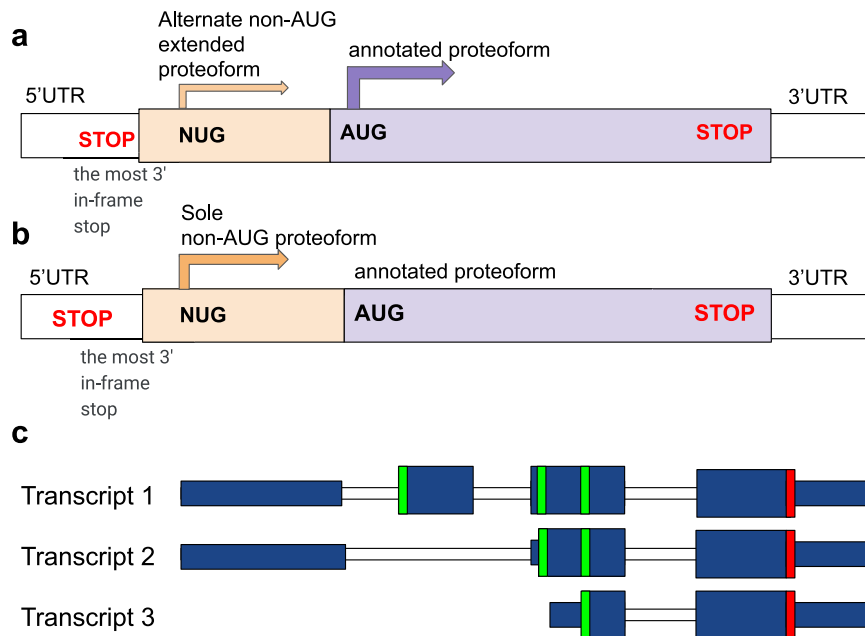 a
Alternate non-AUG
extended
proteoform
annotated proteoform
5'UTR
3'UTR
STOP
NUG
AUG
STOP
the most 3'
in-frame
stop
b
Sole
non-AUG proteoform
annotated proteoform
5'UTR
3'UTR
STOP
NUG
AUG
STOP
the most 3'
in-frame
stop
c
Transcript 1
Transcript 2
Transcript 3